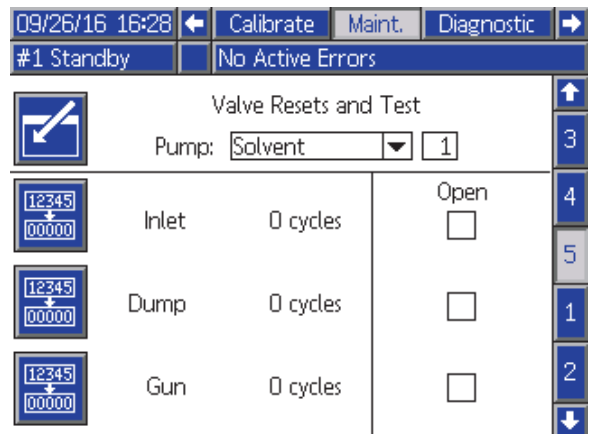 09/26/16 16:28 Calibrate Maint. Diagnostic
#1 Standby No Active Errors
Valve Resets and Test
Pump: Solvent 1
Open
12345
00000
Inlet 0 cycles
12345
00000
Dump 0 cycles
12345
00000
Gun 0 cycles
3
4
5
1
2